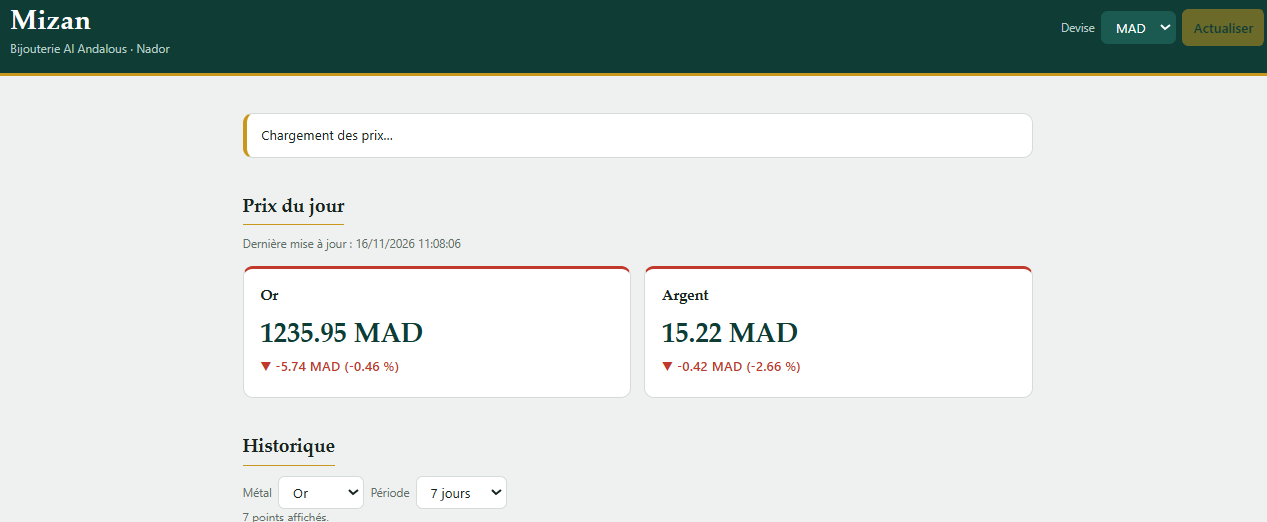 Mizan
Bijouterie Al Andalous · Nador
Devise MAD Actualiser
Chargement des prix…
Prix du jour
Dernière mise à jour : 16/11/2026 11:08:06
Or
1235.95 MAD
▼ -5.74 MAD (-0.46 %)
Argent
15.22 MAD
▼ -0.42 MAD (-2.66 %)
Historique
Métal Or Période 7 jours
7 points affichés.